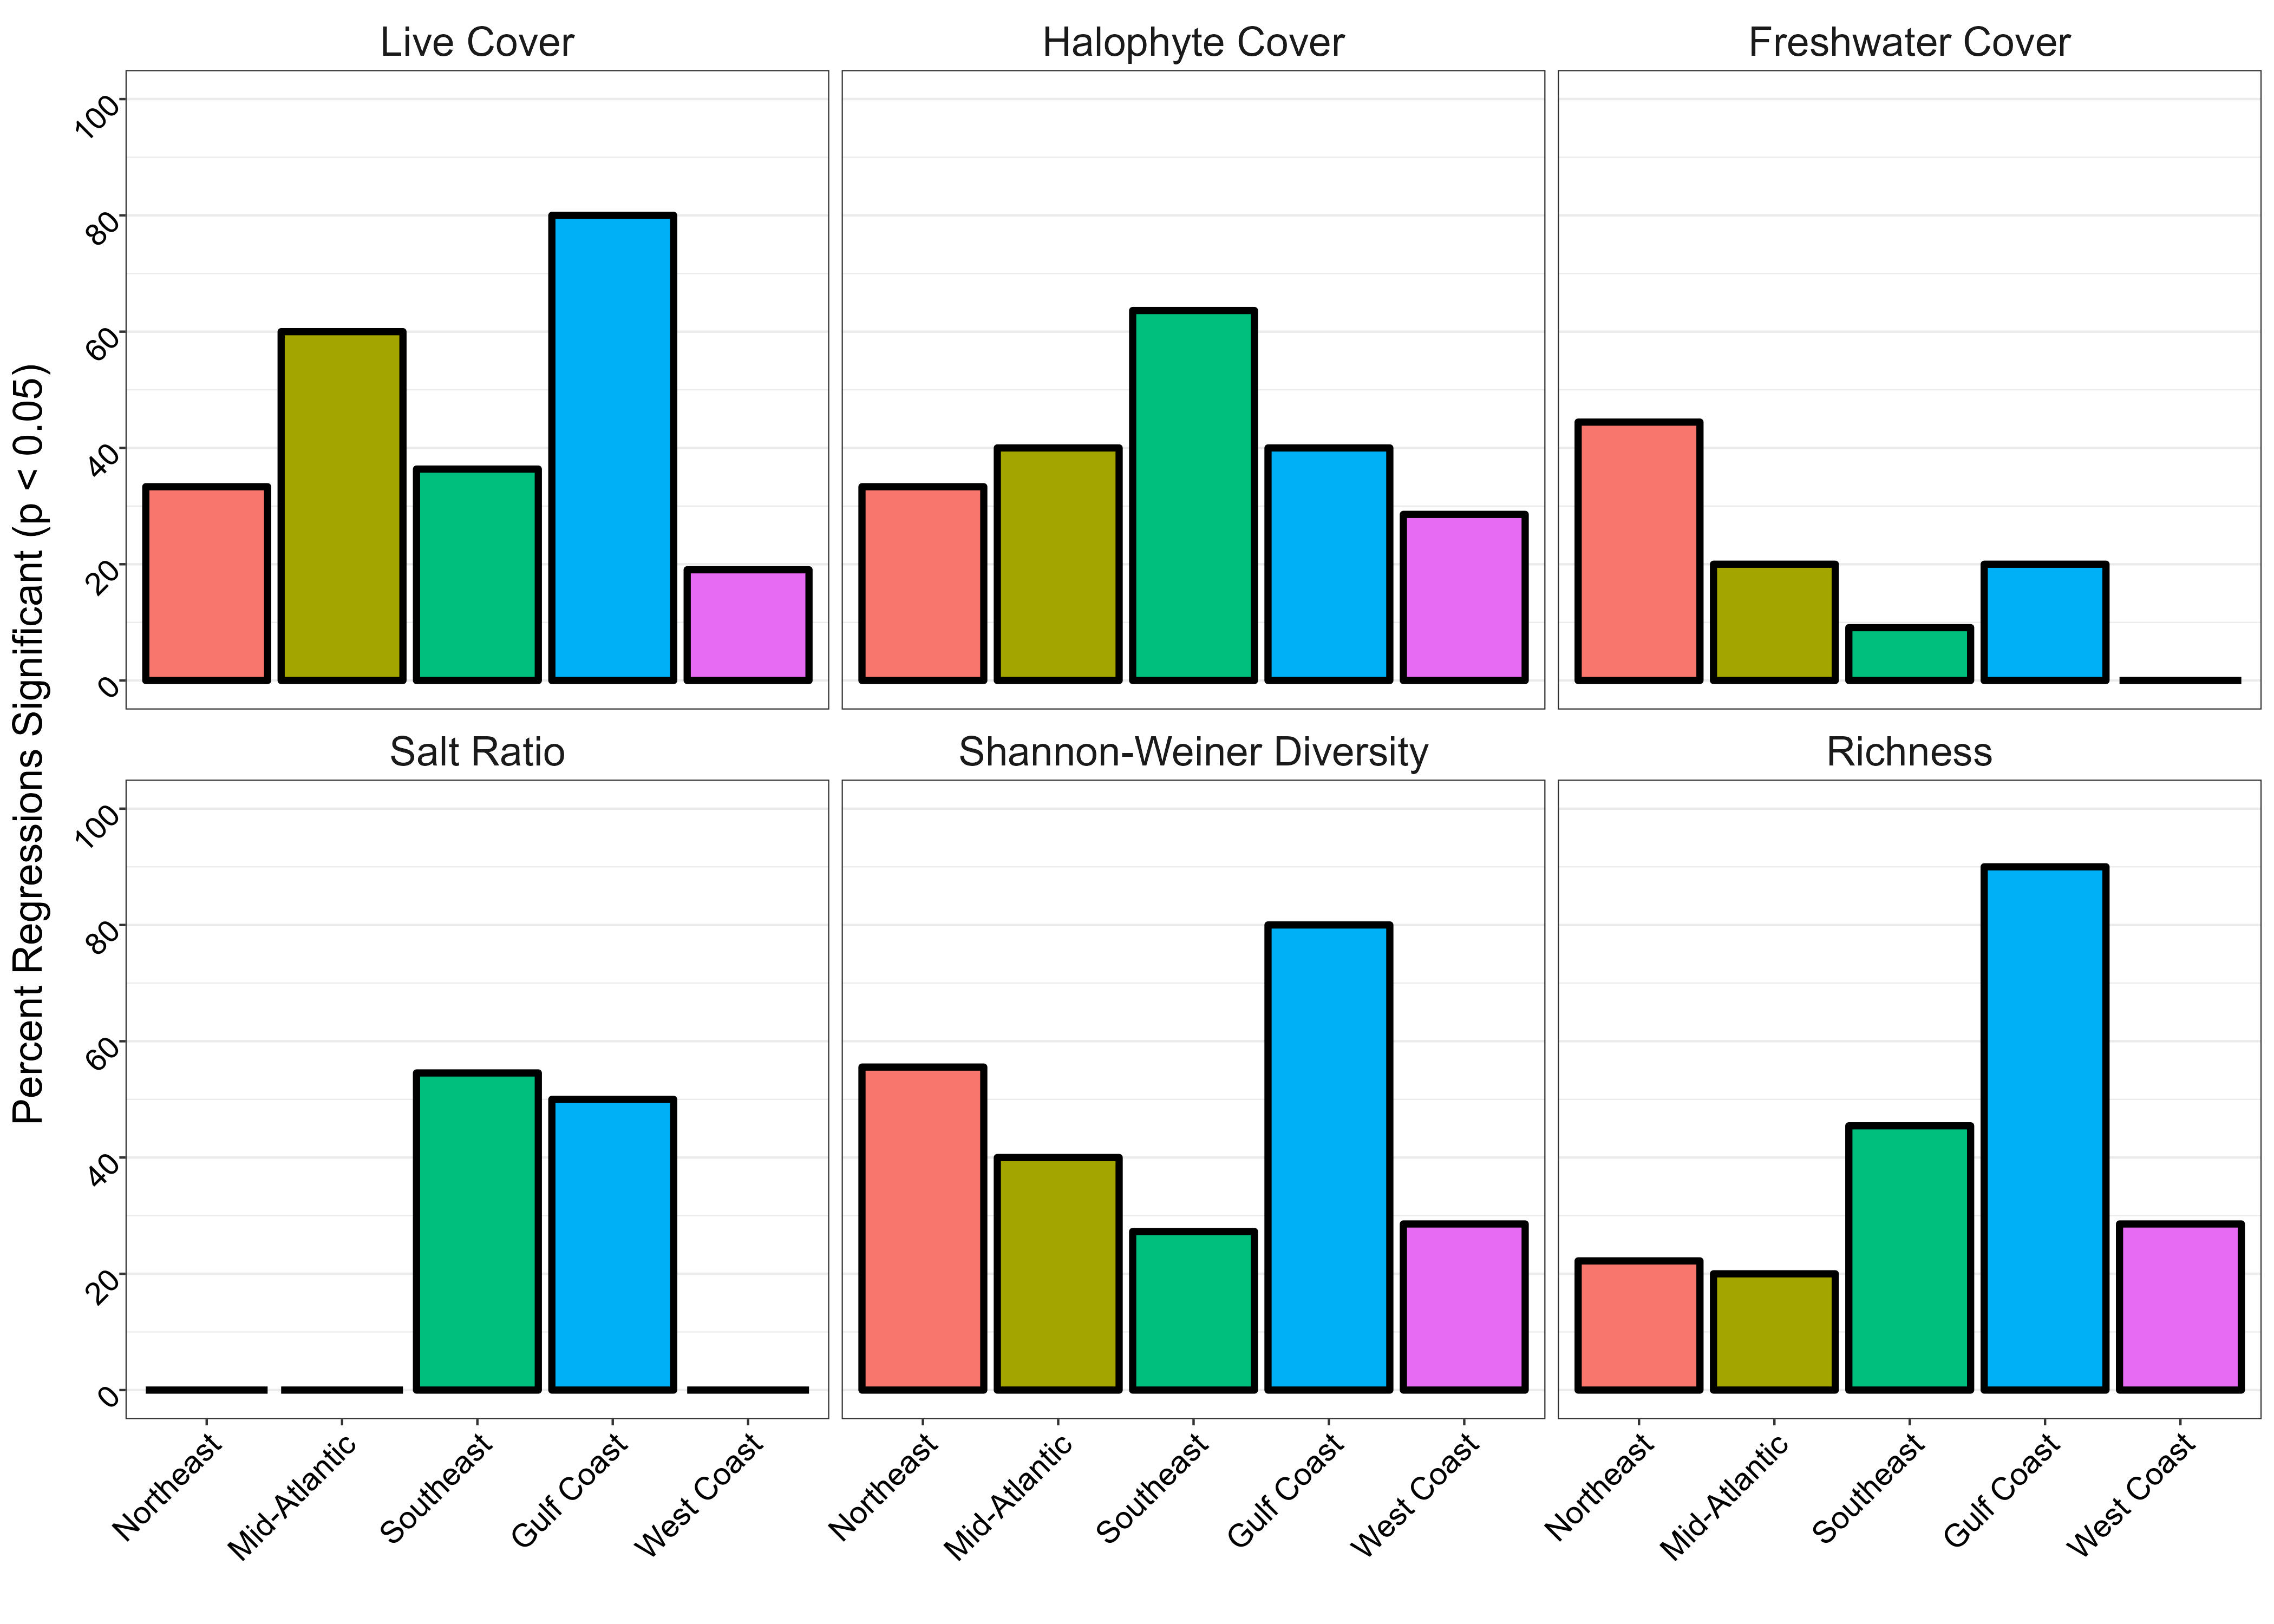 Live Cover
Halophyte Cover
Freshwater Cover
100
80
60
40
20
0
Percent Regressions Significant (p < 0.05)
Salt Ratio
Shannon-Weiner Diversity
Richness
100
80
60
40
20
0
Northeast
Mid-Atlantic
Southeast
Gulf Coast
West Coast
Northeast
Mid-Atlantic
Southeast
Gulf Coast
West Coast
Northeast
Mid-Atlantic
Southeast
Gulf Coast
West Coast